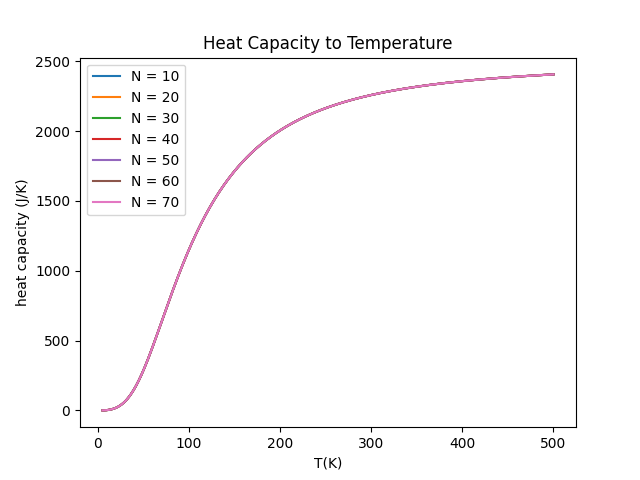 Heat Capacity to Temperature
N = 10
N = 20
N = 30
N = 40
N = 50
N = 60
N = 70
heat capacity (J/K)
2500
2000
1500
1000
500
0
0 100 200 300 400 500
T(K)